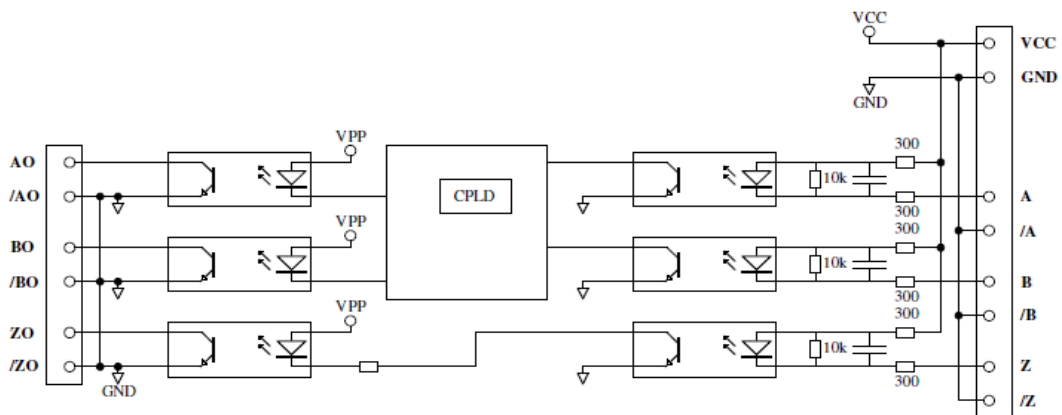 VCC
VCC
GND
GND
VPP
300
AO
10k
CPLD
/AO
300
A
VPP
300
/A
BO
10k
/BO
300
B
VPP
300
/B
ZO
10k
/ZO
300
Z
GND
/Z